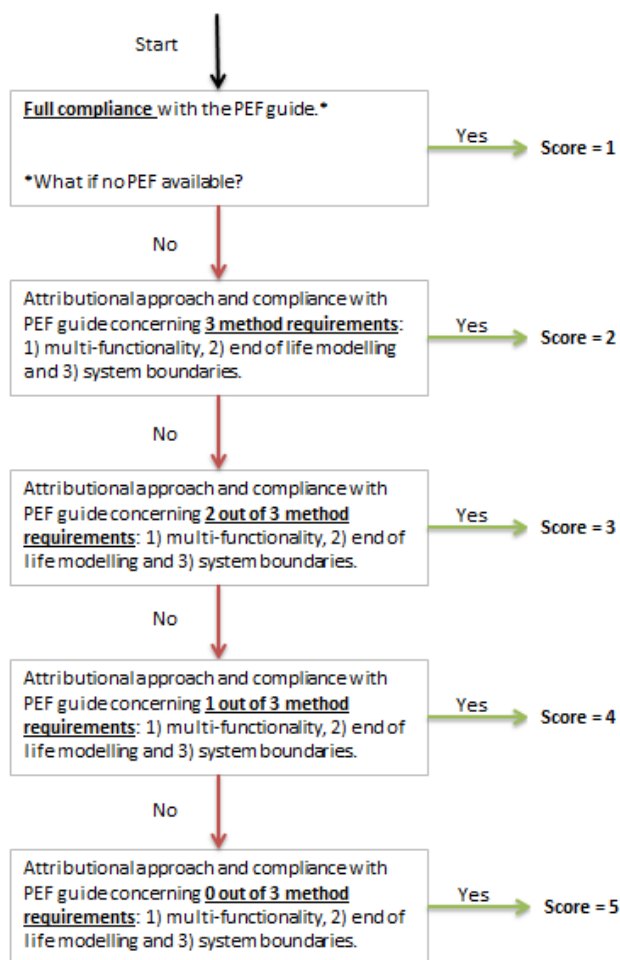 Start
Full compliance with the PEF guide.*
*What if no PEF available?
Yes
Score = 1
No
Attributional approach and compliance with
PEF guide concerning 3 method requirements:
1) multi-functionality, 2) end of life modelling
and 3) system boundaries.
Yes
Score = 2
No
Attributional approach and compliance with
PEF guide concerning 2 out of 3 method
requirements: 1) multi-functionality, 2) end of
life modelling and 3) system boundaries.
Yes
Score = 3
No
Attributional approach and compliance with
PEF guide concerning 1 out of 3 method
requirements: 1) multi-functionality, 2) end of
life modelling and 3) system boundaries.
Yes
Score = 4
No
Attributional approach and compliance with
PEF guide concerning 0 out of 3 method
requirements: 1) multi-functionality, 2) end of
life modelling and 3) system boundaries.
Yes
Score = 5